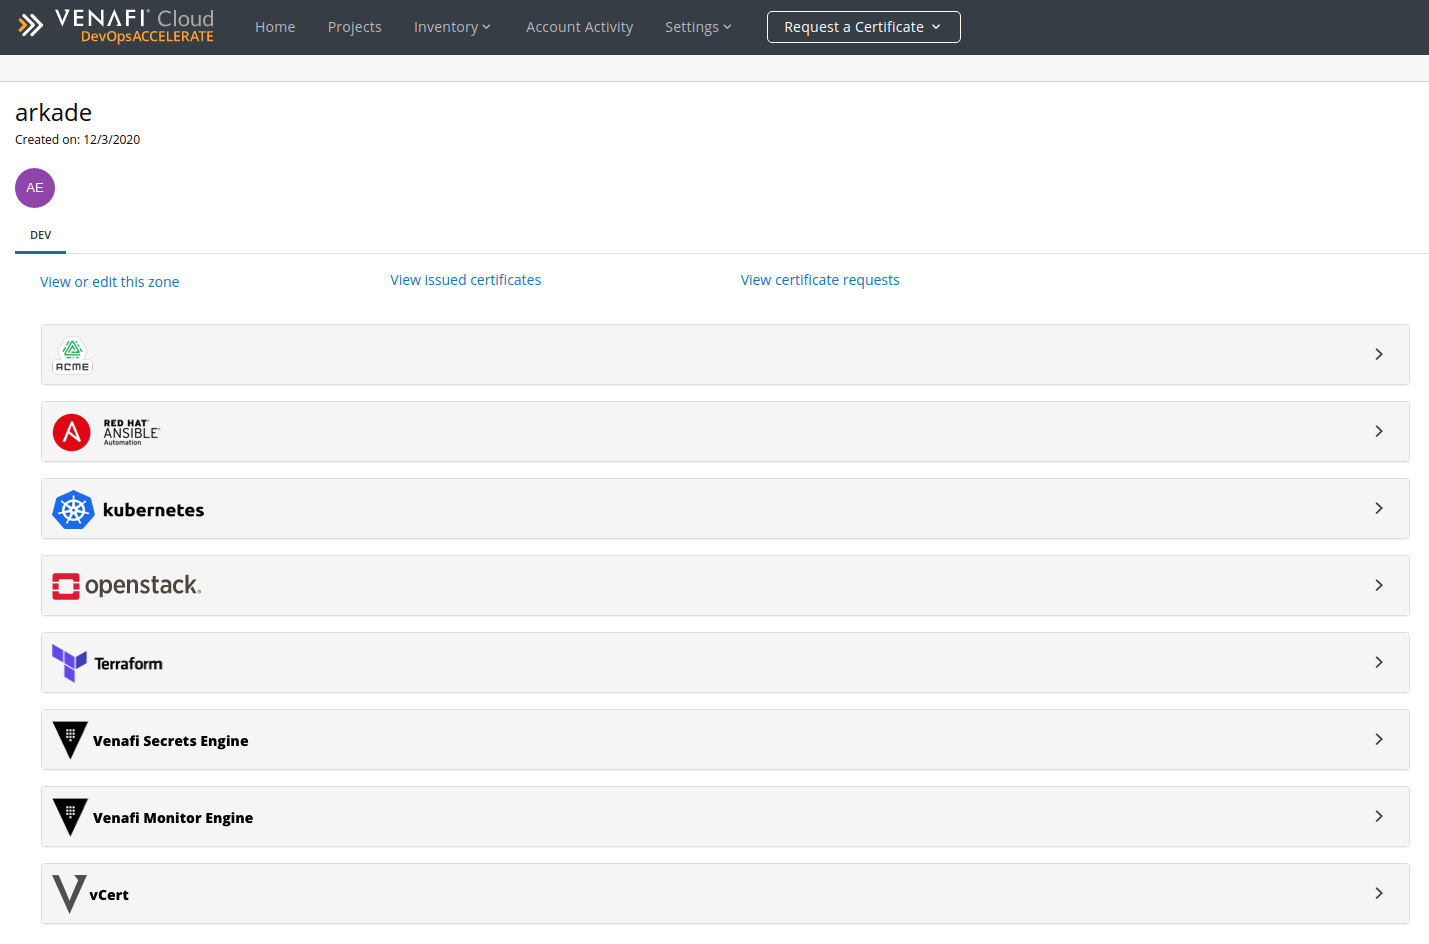 VENAFI® Cloud
DevOpsACCELERATE
Home
Projects
Inventory
Account Activity
Settings
Request a Certificate
arkade
Created on: 12/3/2020
AE
DEV
View or edit this zone
View issued certificates
View certificate requests
ACME
RED HAT®
ANSIBLE®
Automation
kubernetes
openstack®
Terraform
Venafi Secrets Engine
Venafi Monitor Engine
vCert